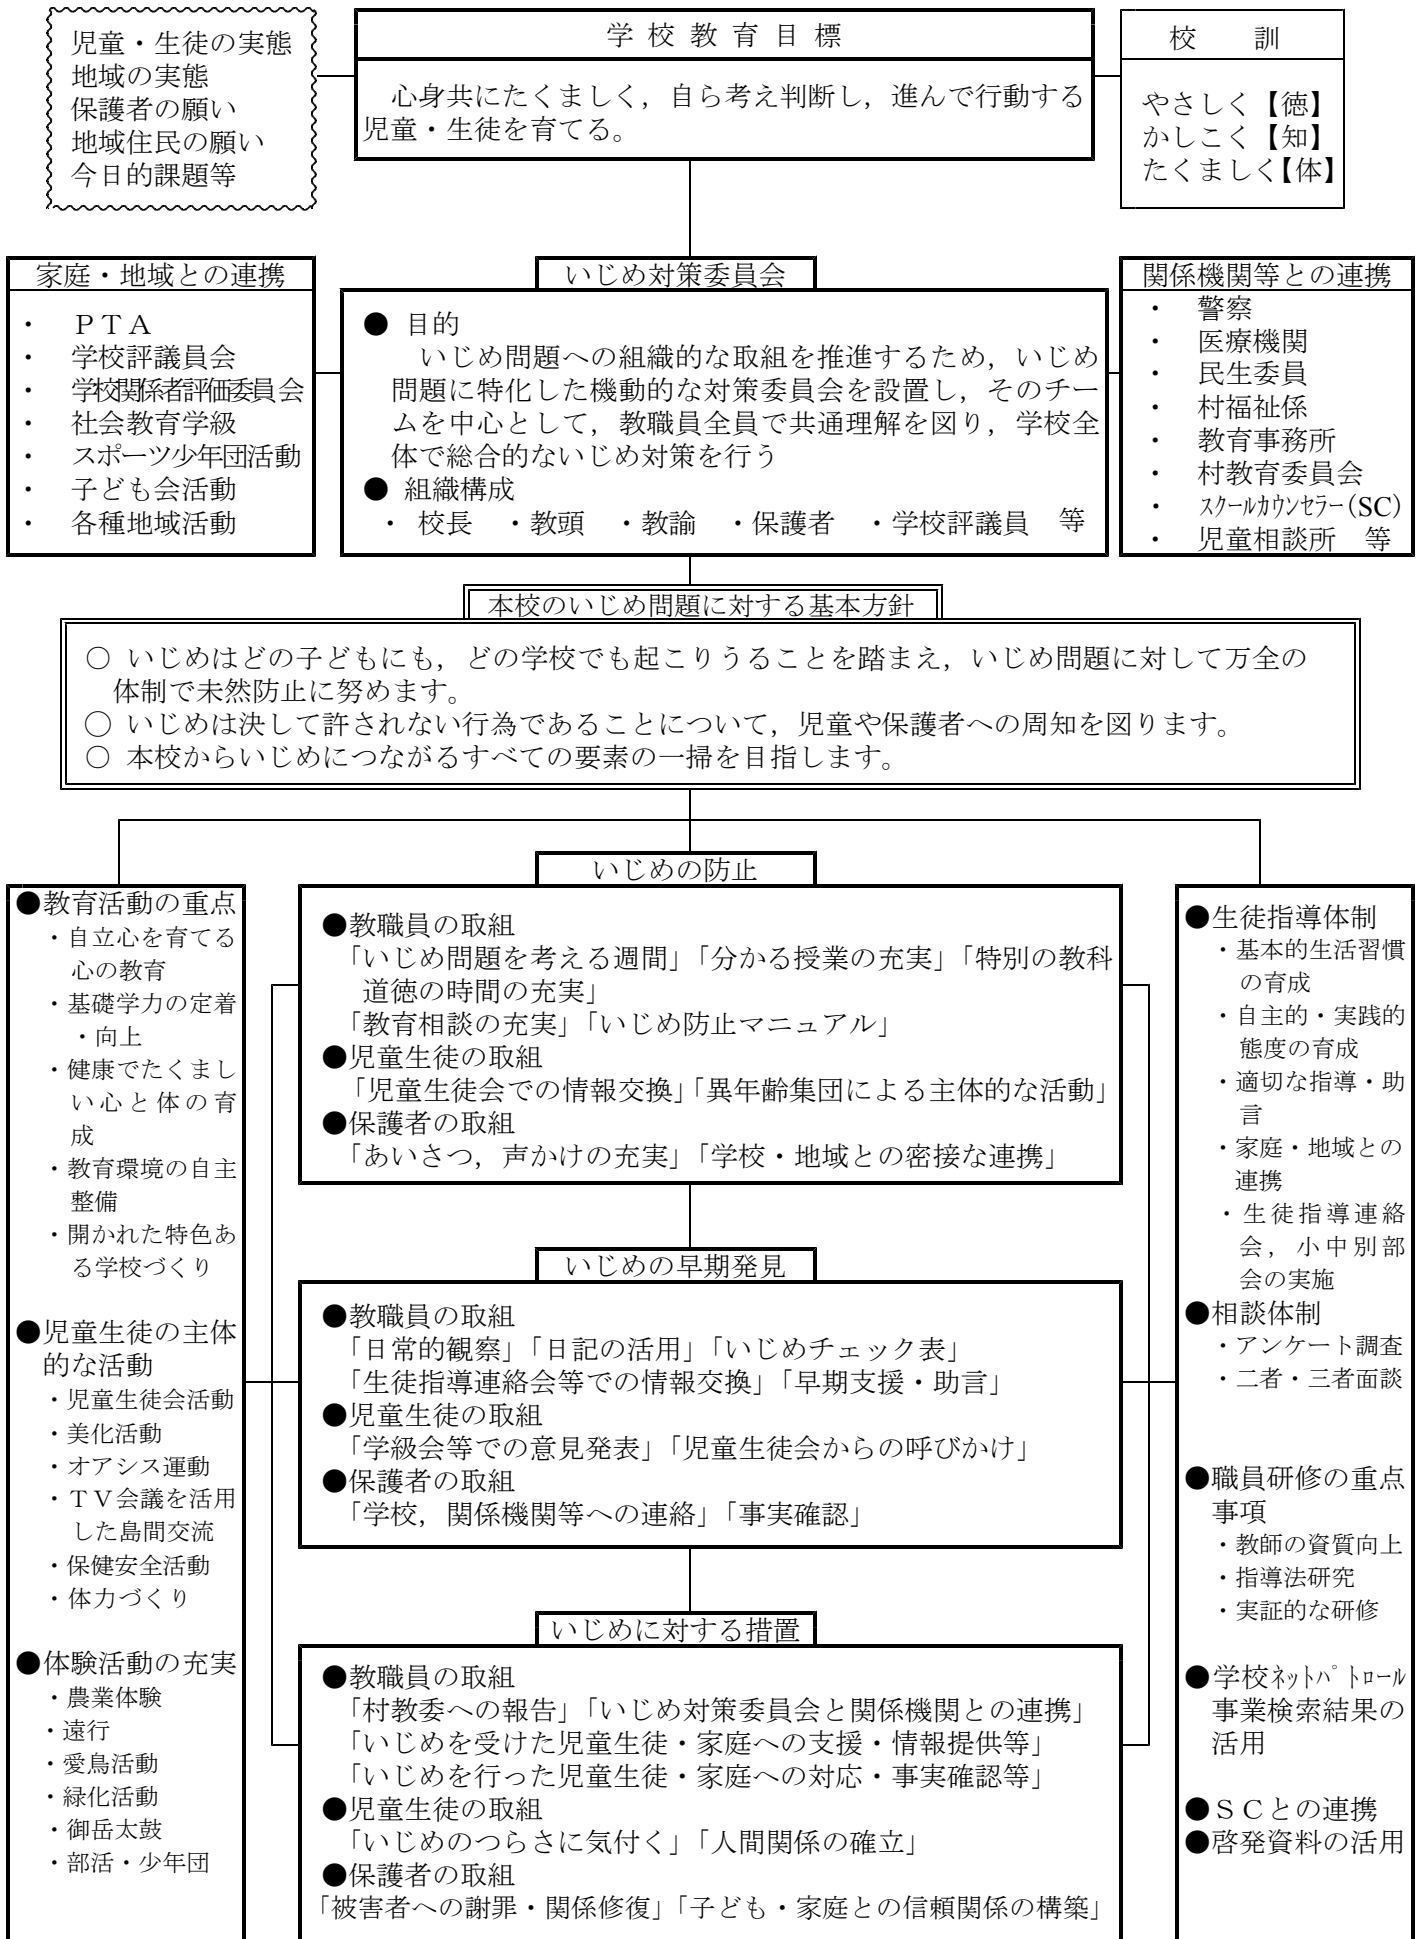 児童・生徒の実態
地域の実態
保護者の願い
地域住民の願い
今日的課題等
学校教育目標
心身共にたくましく，自ら考え判断し，進んで行動する
児童・生徒を育てる。
校　訓
やさしく【徳】
かしこく【知】
たくましく【体】
家庭・地域との連携
・　ＰＴＡ
・　学校評議員会
・　学校関係者評価委員会
・　社会教育学級
・　スポーツ少年団活動
・　子ども会活動
・　各種地域活動
いじめ対策委員会
● 目的
いじめ問題への組織的な取組を推進するため，いじめ
問題に特化した機動的な対策委員会を設置し，そのチー
ムを中心として，教職員全員で共通理解を図り，学校全
体で総合的ないじめ対策を行う
● 組織構成
・ 校長　・教頭　・教諭　・保護者　・学校評議員　等
関係機関等との連携
・　警察
・　医療機関
・　民生委員
・　村福祉係
・　教育事務所
・　村教育委員会
・　ｽｸｰﾙｶｳﾝｾﾗｰ(SC)
・　児童相談所　等
本校のいじめ問題に対する基本方針
○ いじめはどの子どもにも，どの学校でも起こりうることを踏まえ，いじめ問題に対して万全の
体制で未然防止に努めます。
○ いじめは決して許されない行為であることについて，児童や保護者への周知を図ります。
○ 本校からいじめにつながるすべての要素の一掃を目指します。
●教育活動の重点
・自立心を育てる
心の教育
・基礎学力の定着
・向上
・健康でたくまし
い心と体の育
成
・教育環境の自主
整備
・開かれた特色あ
る学校づくり
●児童生徒の主体
的な活動
・児童生徒会活動
・美化活動
・オアシス運動
・ＴＶ会議を活用
した島間交流
・保健安全活動
・体力づくり
●体験活動の充実
・農業体験
・遠行
・愛鳥活動
・緑化活動
・御岳太鼓
・部活・少年団
いじめの防止
●教職員の取組
「いじめ問題を考える週間」「分かる授業の充実」「特別の教科
道徳の時間の充実」
「教育相談の充実」「いじめ防止マニュアル」
●児童生徒の取組
「児童生徒会での情報交換」「異年齢集団による主体的な活動」
●保護者の取組
「あいさつ，声かけの充実」「学校・地域との密接な連携」
いじめの早期発見
●教職員の取組
「日常的観察」「日記の活用」「いじめチェック表」
「生徒指導連絡会等での情報交換」「早期支援・助言」
●児童生徒の取組
「学級会等での意見発表」「児童生徒会からの呼びかけ」
●保護者の取組
「学校，関係機関等への連絡」「事実確認」
いじめに対する措置
●教職員の取組
「村教委への報告」「いじめ対策委員会と関係機関との連携」
「いじめを受けた児童生徒・家庭への支援・情報提供等」
「いじめを行った児童生徒・家庭への対応・事実確認等」
●児童生徒の取組
「いじめのつらさに気付く」「人間関係の確立」
●保護者の取組
「被害者への謝罪・関係修復」「子ども・家庭との信頼関係の構築」
●生徒指導体制
・基本的生活習慣
の育成
・自主的・実践的
態度の育成
・適切な指導・助
言
・家庭・地域との
連携
・生徒指導連絡
会，小中別部
会の実施
●相談体制
・アンケート調査
・二者・三者面談
●職員研修の重点
事項
・教師の資質向上
・指導法研究
・実証的な研修
●学校ﾈｯﾄﾊﾟﾄﾛｰﾙ
事業検索結果の
活用
●ＳＣとの連携
●啓発資料の活用